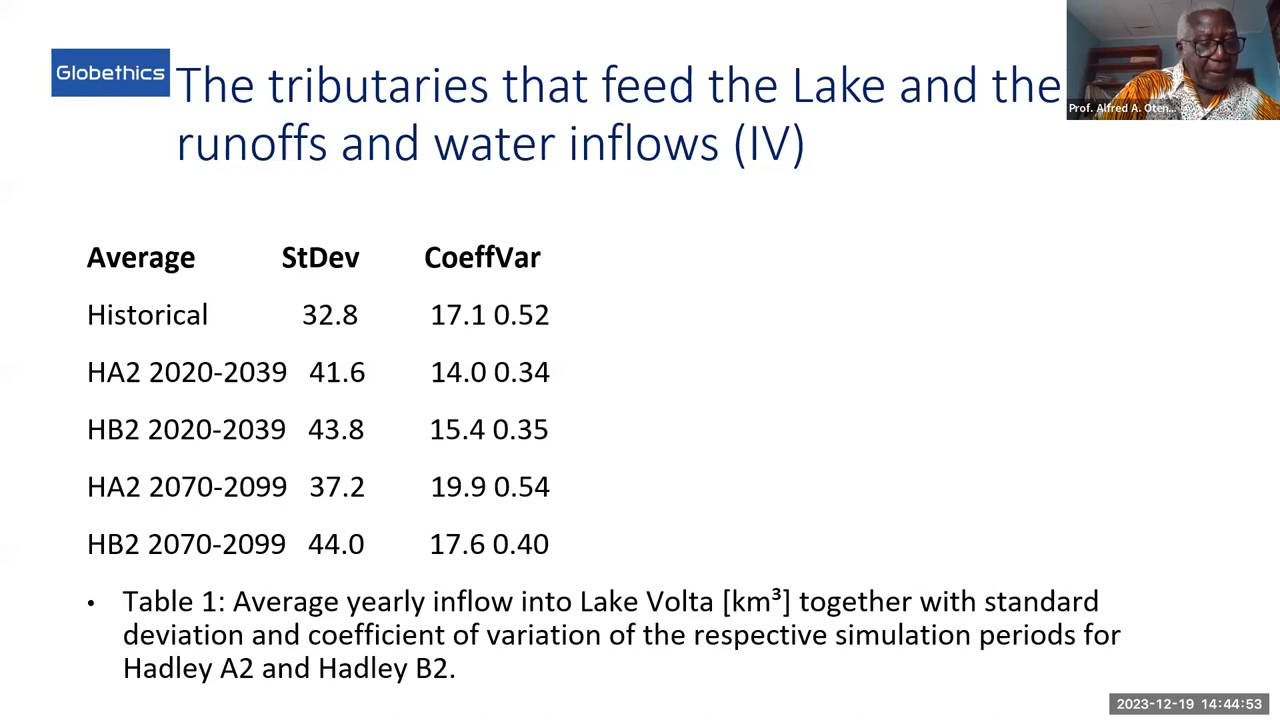 Globethics
The tributaries that feed the Lake and the
runoffs and water inflows (IV)
Prof. Alfred A. Oten...
Average StDev CoeffVar
Historical 32.8 17.1 0.52
HA2 2020-2039 41.6 14.0 0.34
HB2 2020-2039 43.8 15.4 0.35
HA2 2070-2099 37.2 19.9 0.54
HB2 2070-2099 44.0 17.6 0.40
• Table 1: Average yearly inflow into Lake Volta [km³] together with standard
deviation and coefficient of variation of the respective simulation periods for
Hadley A2 and Hadley B2.
2023-12-19 14:44:53